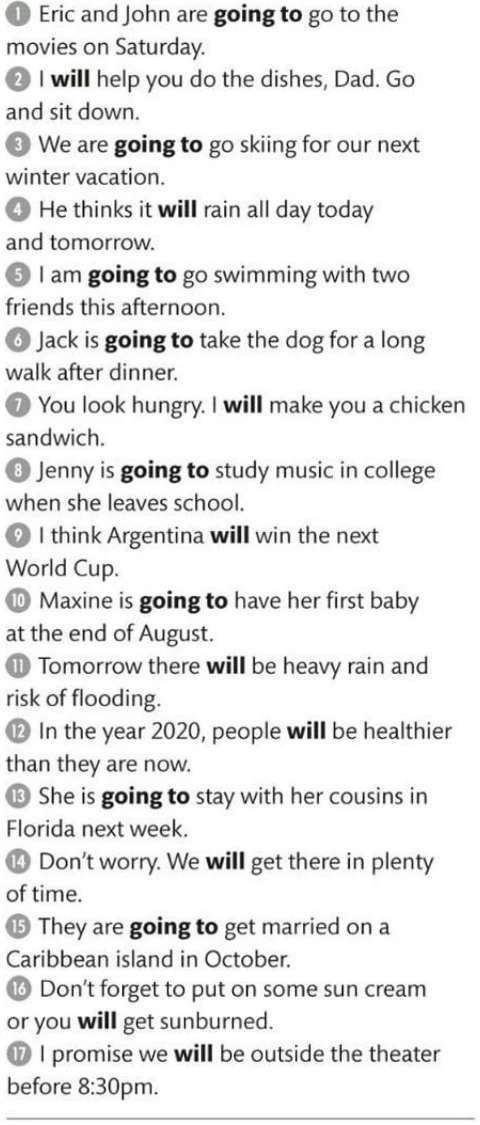 1 Eric and John are going to go to the
movies on Saturday.
2 I will help you do the dishes, Dad. Go
and sit down.
3 We are going to go skiing for our next
winter vacation.
4 He thinks it will rain all day today
and tomorrow.
5 I am going to go swimming with two
friends this afternoon.
6 Jack is going to take the dog for a long
walk after dinner.
7 You look hungry. I will make you a chicken
sandwich.
8 Jenny is going to study music in college
when she leaves school.
9 I think Argentina will win the next
World Cup.
10 Maxine is going to have her first baby
at the end of August.
11 Tomorrow there will be heavy rain and
risk of flooding.
12 In the year 2020, people will be healthier
than they are now.
13 She is going to stay with her cousins in
Florida next week.
14 Don't worry. We will get there in plenty
of time.
15 They are going to get married on a
Caribbean island in October.
16 Don't forget to put on some sun cream
or you will get sunburned.
17 I promise we will be outside the theater
before 8:30pm.